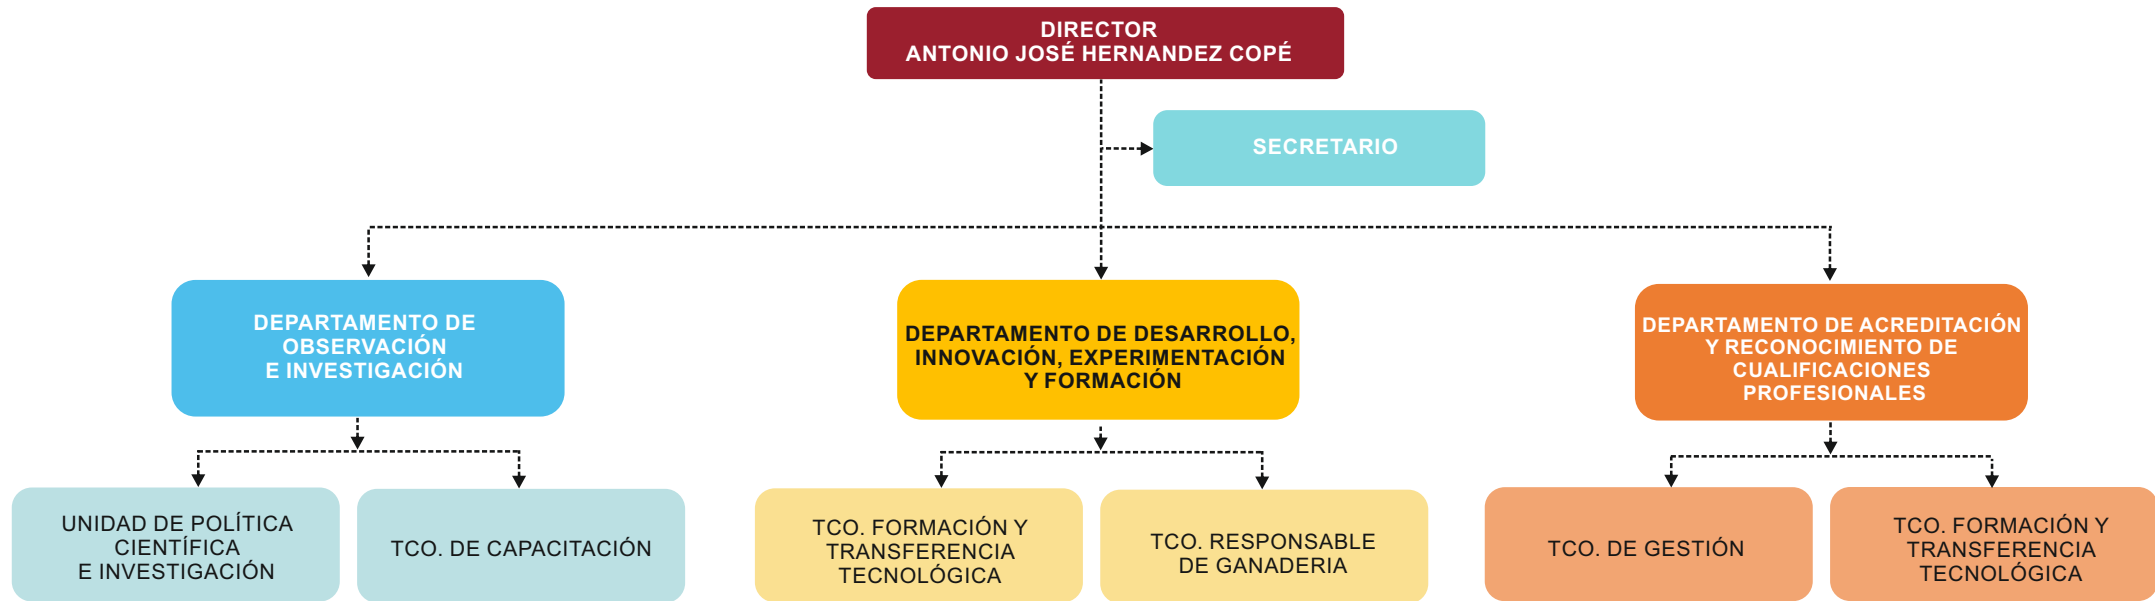 DIRECTOR
ANTONIO JOSÉ HERNANDEZ COPÉ
SECRETARIO
DEPARTAMENTO DE
OBSERVACIÓN
E INVESTIGACIÓN
DEPARTAMENTO DE DESARROLLO,
INNOVACIÓN, EXPERIMENTACIÓN
Y FORMACIÓN
DEPARTAMENTO DE ACREDITACIÓN
Y RECONOCIMIENTO DE
CUALIFICACIONES
PROFESIONALES
UNIDAD DE POLÍTICA
CIENTÍFICA
E INVESTIGACIÓN
TCO. DE CAPACITACIÓN
TCO. FORMACIÓN Y
TRANSFERENCIA
TECNOLÓGICA
TCO. RESPONSABLE
DE GANADERIA
TCO. DE GESTIÓN
TCO. FORMACIÓN Y
TRANSFERENCIA
TECNOLÓGICA